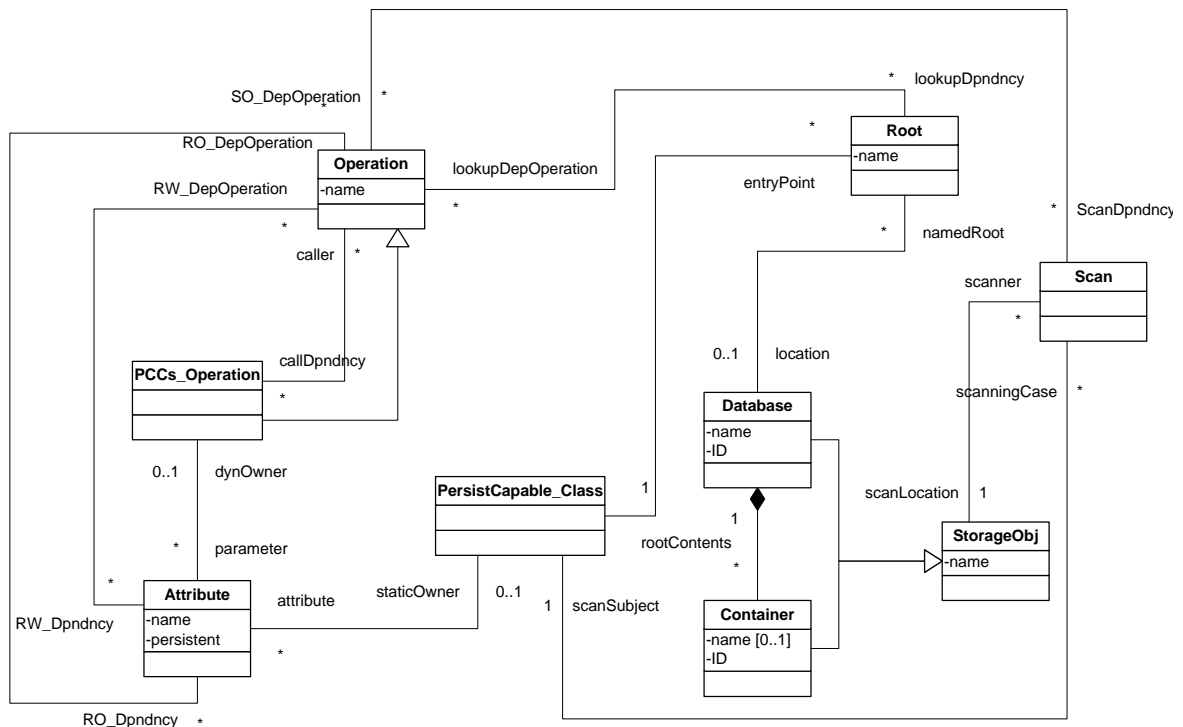 * lookupDpndncy
SO_DepOperation *
*
RO_DepOperation
*
Root
-name
Operation
-name
lookupDepOperation
*
entryPoint
RW_DepOperation
*
caller *
* ScanDpndncy
* namedRoot
scanner
*
Scan
PCCs_Operation
callDpndncy
*
0..1 location
scanningCase *
Database
-name
-ID
0..1 dynOwner
PersistCapable_Class
1
1
rootContents
*
scanLocation 1
StorageObj
-name
* parameter
*
Attribute
-name
-persistent
RW_Dpndncy
attribute
*
staticOwner 0..1
1 scanSubject
Container
-name [0..1]
-ID
RO_Dpndncy *